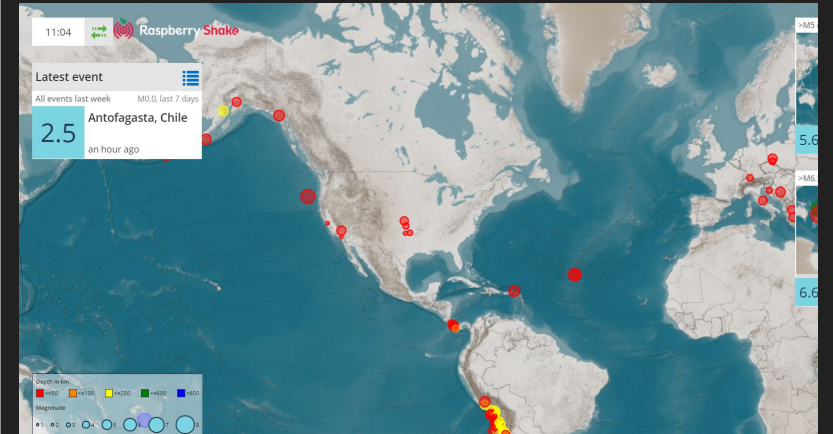 11:04
Raspberry Shake
Latest event
All events last week M0.0, last 7 days
2.5
Antofagasta, Chile
an hour ago
>M5
5.6
>M6.
6.6
Depth in km
<=50 <=100 <=250 <=600 >600
Magnitude
1 2 3 4 5 6 7 8